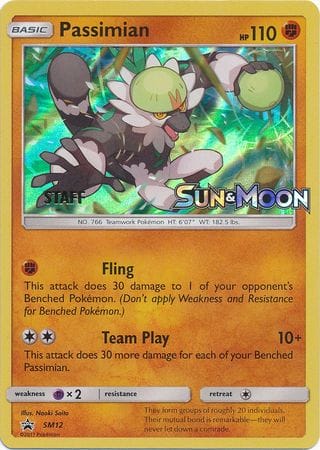 BASIC Passimian HP 110
STAFF
SUN & MOON
NO. 766 Teamwork Pokémon HT: 6'07" WT: 182.5 lbs.
Fling
This attack does 30 damage to 1 of your opponent's
Benched Pokémon. (Don't apply Weakness and Resistance
for Benched Pokémon.)
Team Play 10+
This attack does 30 more damage for each of your Benched
Passimian.
weakness × 2 resistance retreat
Illus. Naoki Saito
SM12
©2017 Pokémon
They form groups of roughly 20 individuals.
Their mutual bond is remarkable—they will
never let down a comrade.